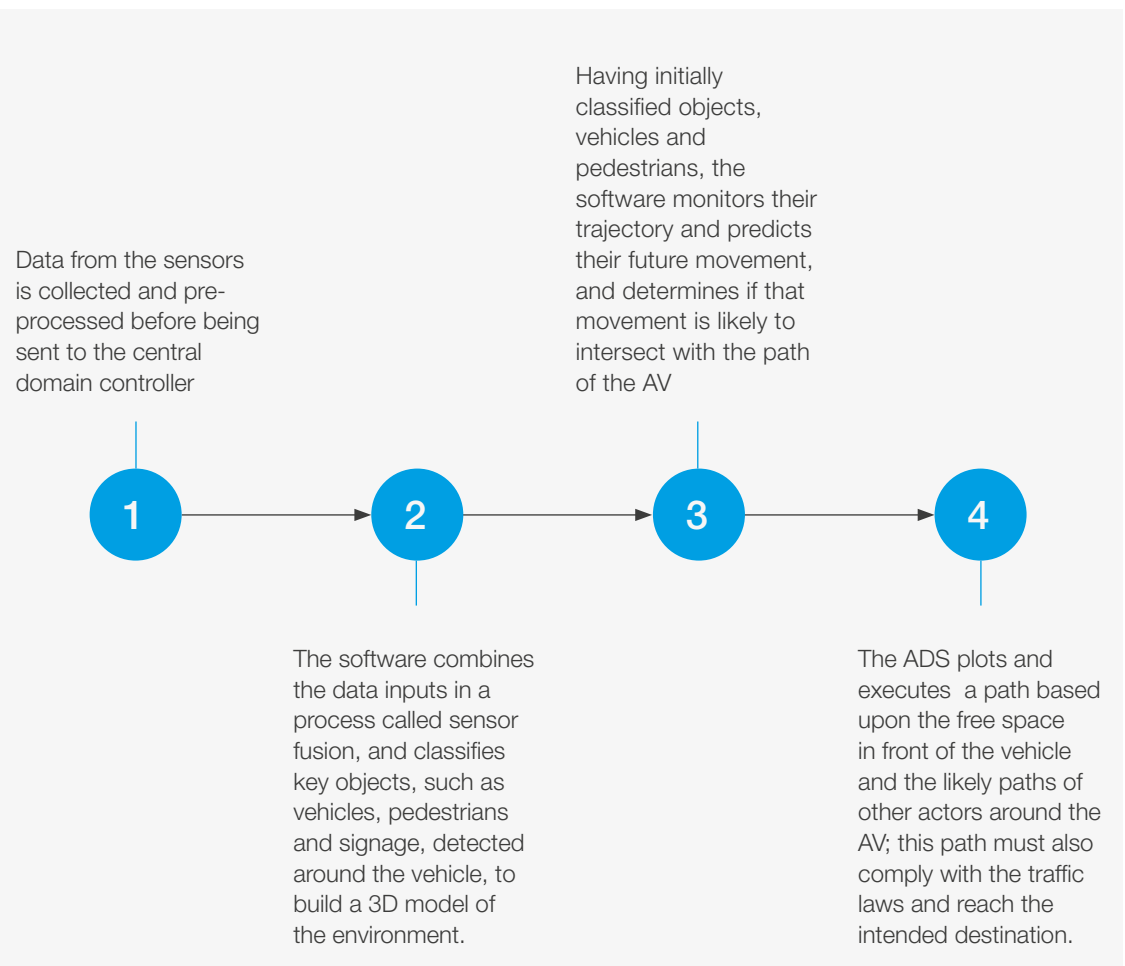 Data from the sensors
is collected and pre-
processed before being
sent to the central
domain controller
1
The software combines
the data inputs in a
process called sensor
fusion, and classifies
key objects, such as
vehicles, pedestrians
and signage, detected
around the vehicle, to
build a 3D model of
the environment.
2
Having initially
classified objects,
vehicles and
pedestrians, the
software monitors their
trajectory and predicts
their future movement,
and determines if that
movement is likely to
intersect with the path
of the AV
3
The ADS plots and
executes  a path based
upon the free space
in front of the vehicle
and the likely paths of
other actors around the
AV; this path must also
comply with the traffic
laws and reach the
intended destination.
4